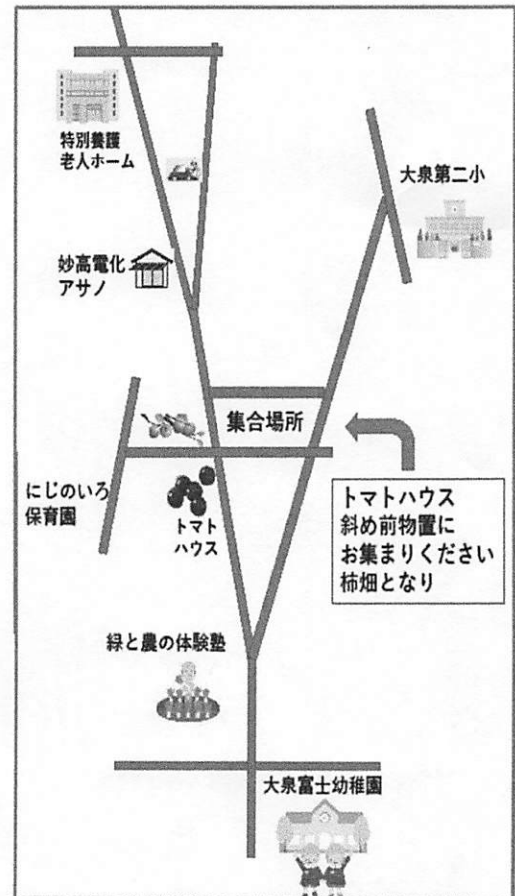 特別養護
老人ホーム
大泉第二小
妙高電化
アサノ
集合場所
にじのいろ
保育園
トマト
ハウス
トマトハウス
斜め前物置に
お集まりください
柿畑となり
緑と農の体験塾
大泉富士幼稚園